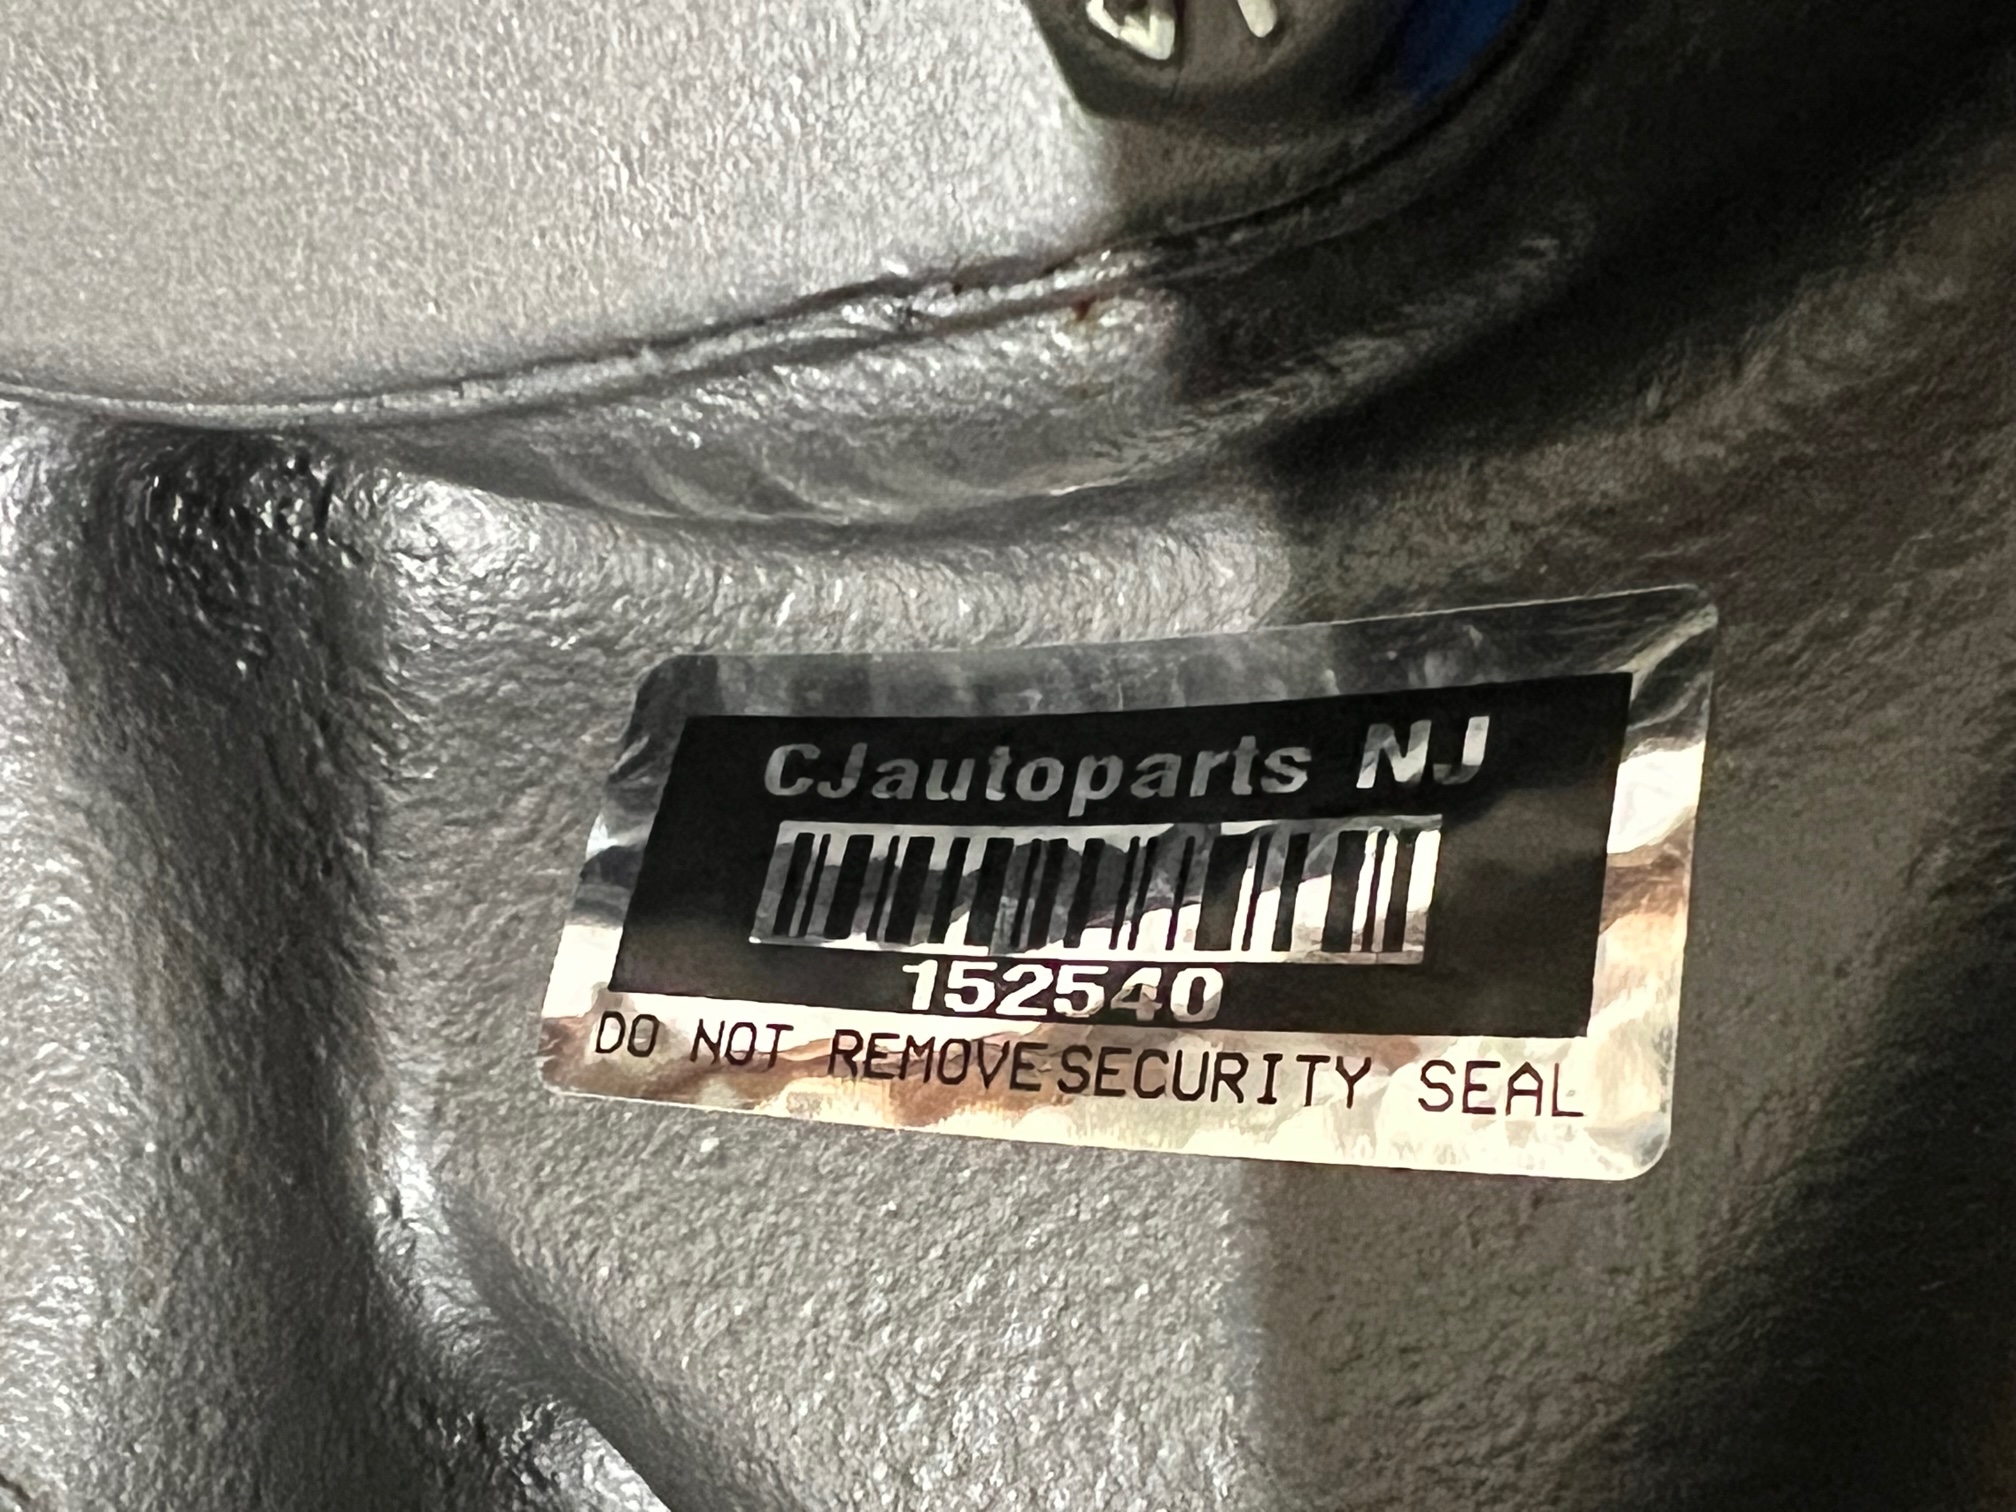 CJautoparts NJ
152540
DO NOT REMOVE SECURITY SEAL